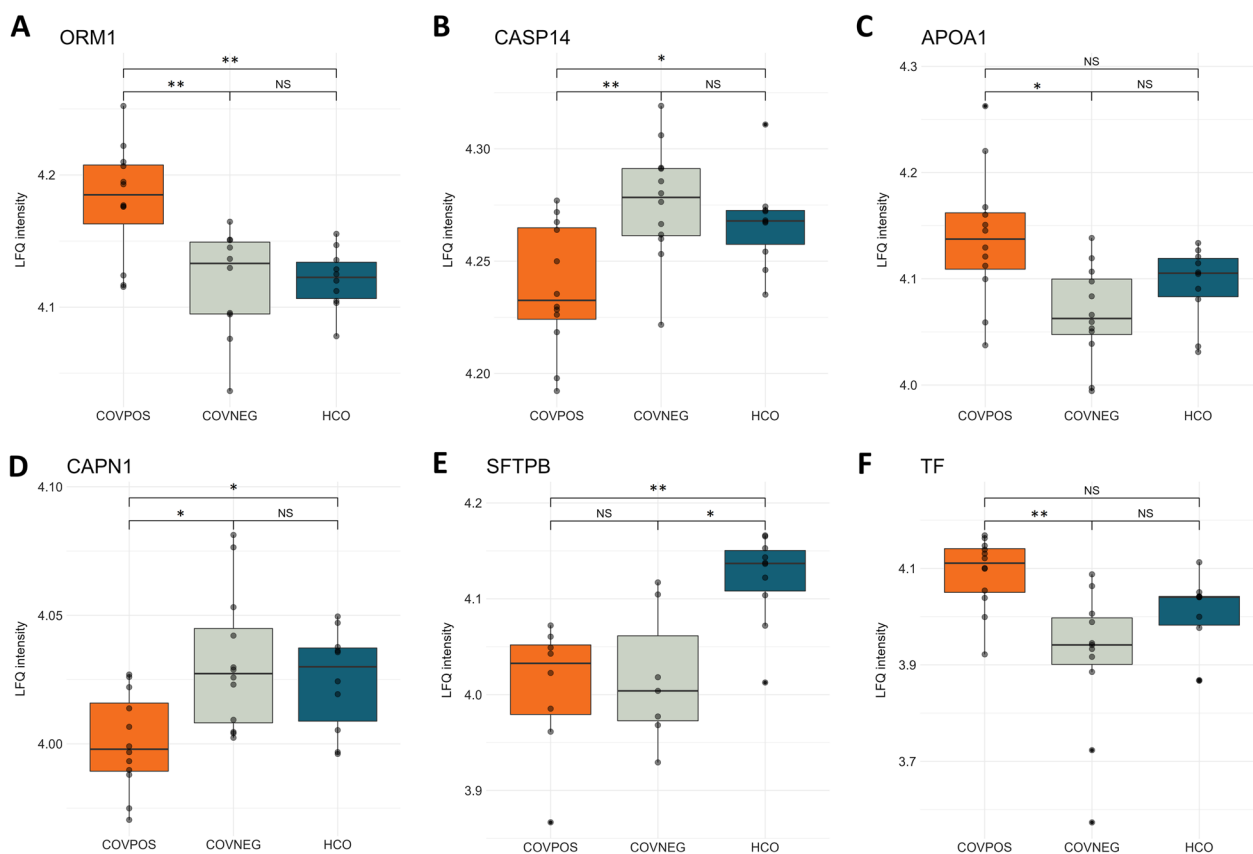 A ORM1
** 
** NS
4.2
4.1
LFQ intensity
COVPOS COVNEG HCO
B CASP14
*
** NS
4.30
4.25
4.20
LFQ intensity
COVPOS COVNEG HCO
C APOA1
4.3
NS
* NS
4.2
4.1
4.0
LFQ intensity
COVPOS COVNEG HCO
D CAPN1
4.10
*
* NS
4.05
4.00
LFQ intensity
COVPOS COVNEG HCO
E SFTPB
4.2
**
NS *
4.1
4.0
3.9
LFQ intensity
COVPOS COVNEG HCO
F TF
NS
** NS
4.1
3.9
3.7
LFQ intensity
COVPOS COVNEG HCO